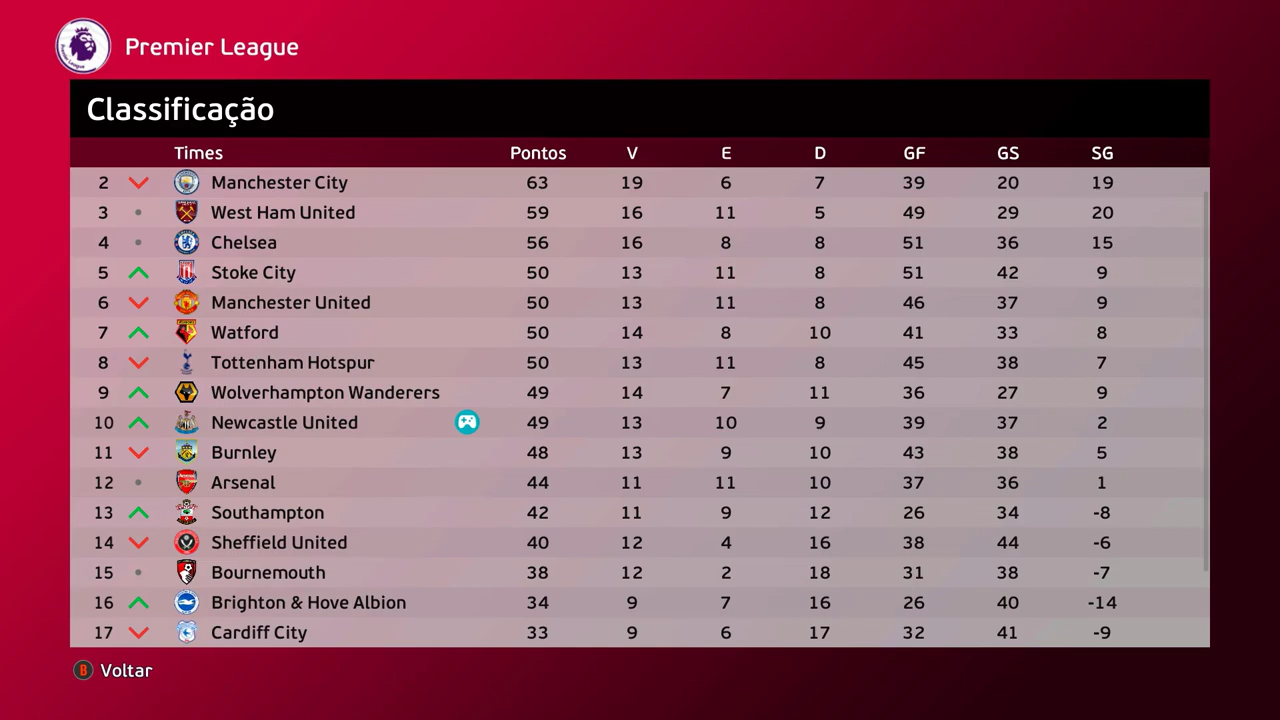 Premier League
Classificação
Times Pontos V E D GF GS SG
2 Manchester City 63 19 6 7 39 20 19
3 West Ham United 59 16 11 5 49 29 20
4 Chelsea 56 16 8 8 51 36 15
5 Stoke City 50 13 11 8 51 42 9
6 Manchester United 50 13 11 8 46 37 9
7 Watford 50 14 8 10 41 33 8
8 Tottenham Hotspur 50 13 11 8 45 38 7
9 Wolverhampton Wanderers 49 14 7 11 36 27 9
10 Newcastle United 49 13 10 9 39 37 2
11 Burnley 48 13 9 10 43 38 5
12 Arsenal 44 11 11 10 37 36 1
13 Southampton 42 11 9 12 26 34 -8
14 Sheffield United 40 12 4 16 38 44 -6
15 Bournemouth 38 12 2 18 31 38 -7
16 Brighton & Hove Albion 34 9 7 16 26 40 -14
17 Cardiff City 33 9 6 17 32 41 -9
B Voltar